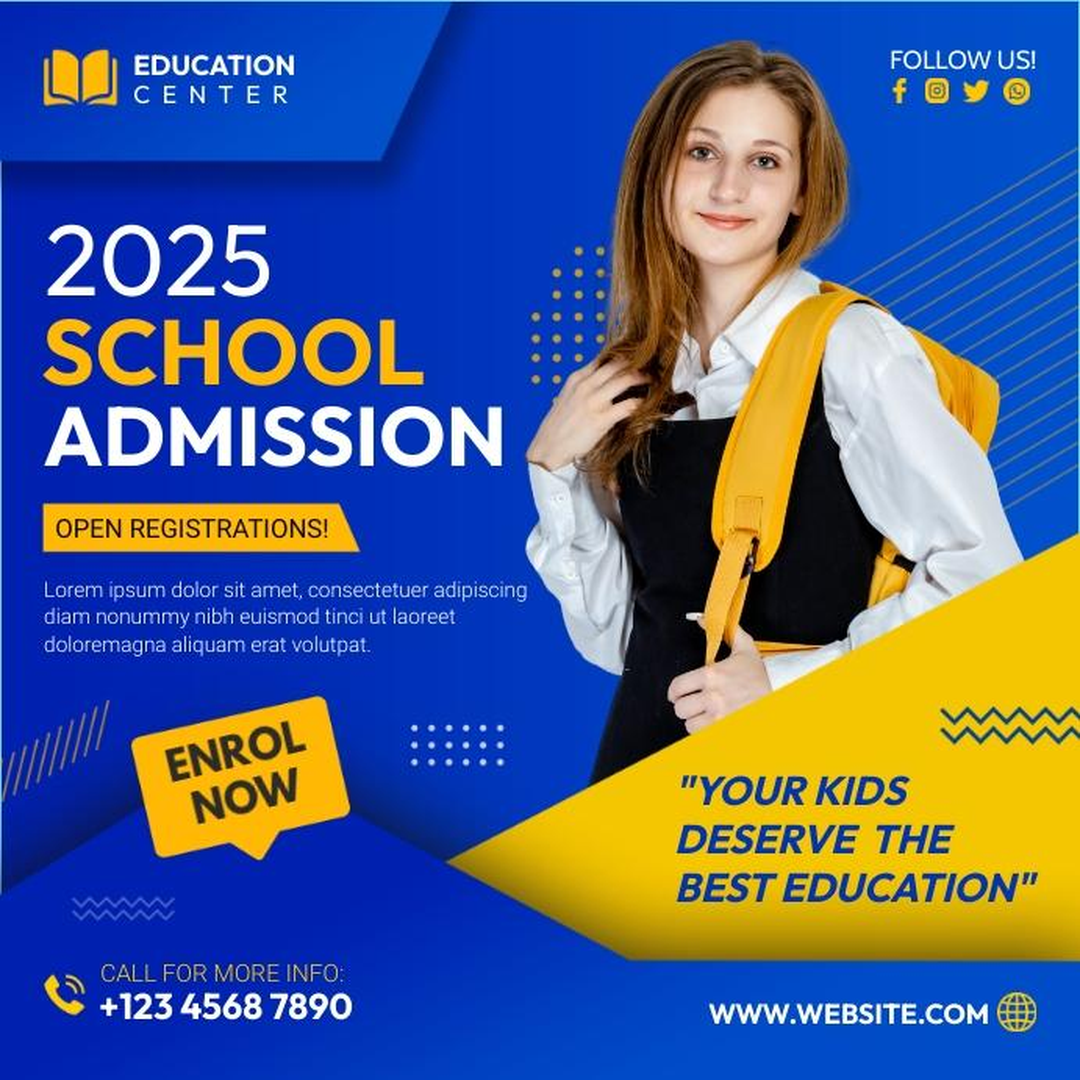 EDUCATION
CENTER
FOLLOW US!
2025
SCHOOL
ADMISSION
OPEN REGISTRATIONS!
Lorem ipsum dolor sit amet, consectetuer adipiscing
diam nonummy nibh euismod tinci ut laoreet
doloremagna aliquam erat volutpat.
ENROL
NOW
"YOUR KIDS
DESERVE THE
BEST EDUCATION"
CALL FOR MORE INFO:
+123 4568 7890
WWW.WEBSITE.COM